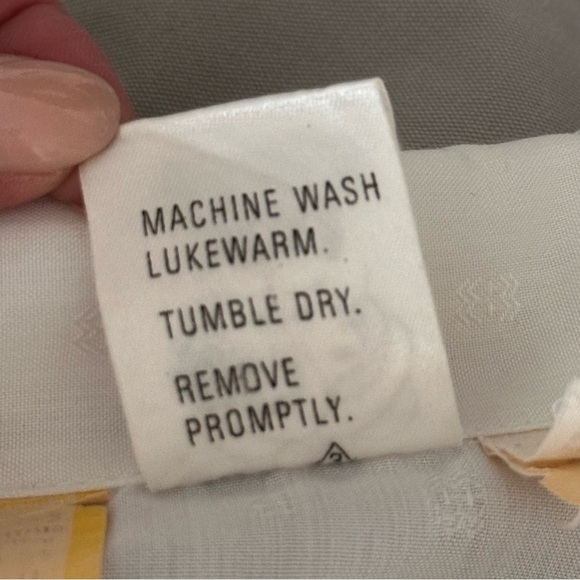 MACHINE WASH
LUKEWARM.
TUMBLE DRY.
REMOVE
PROMPTLY.